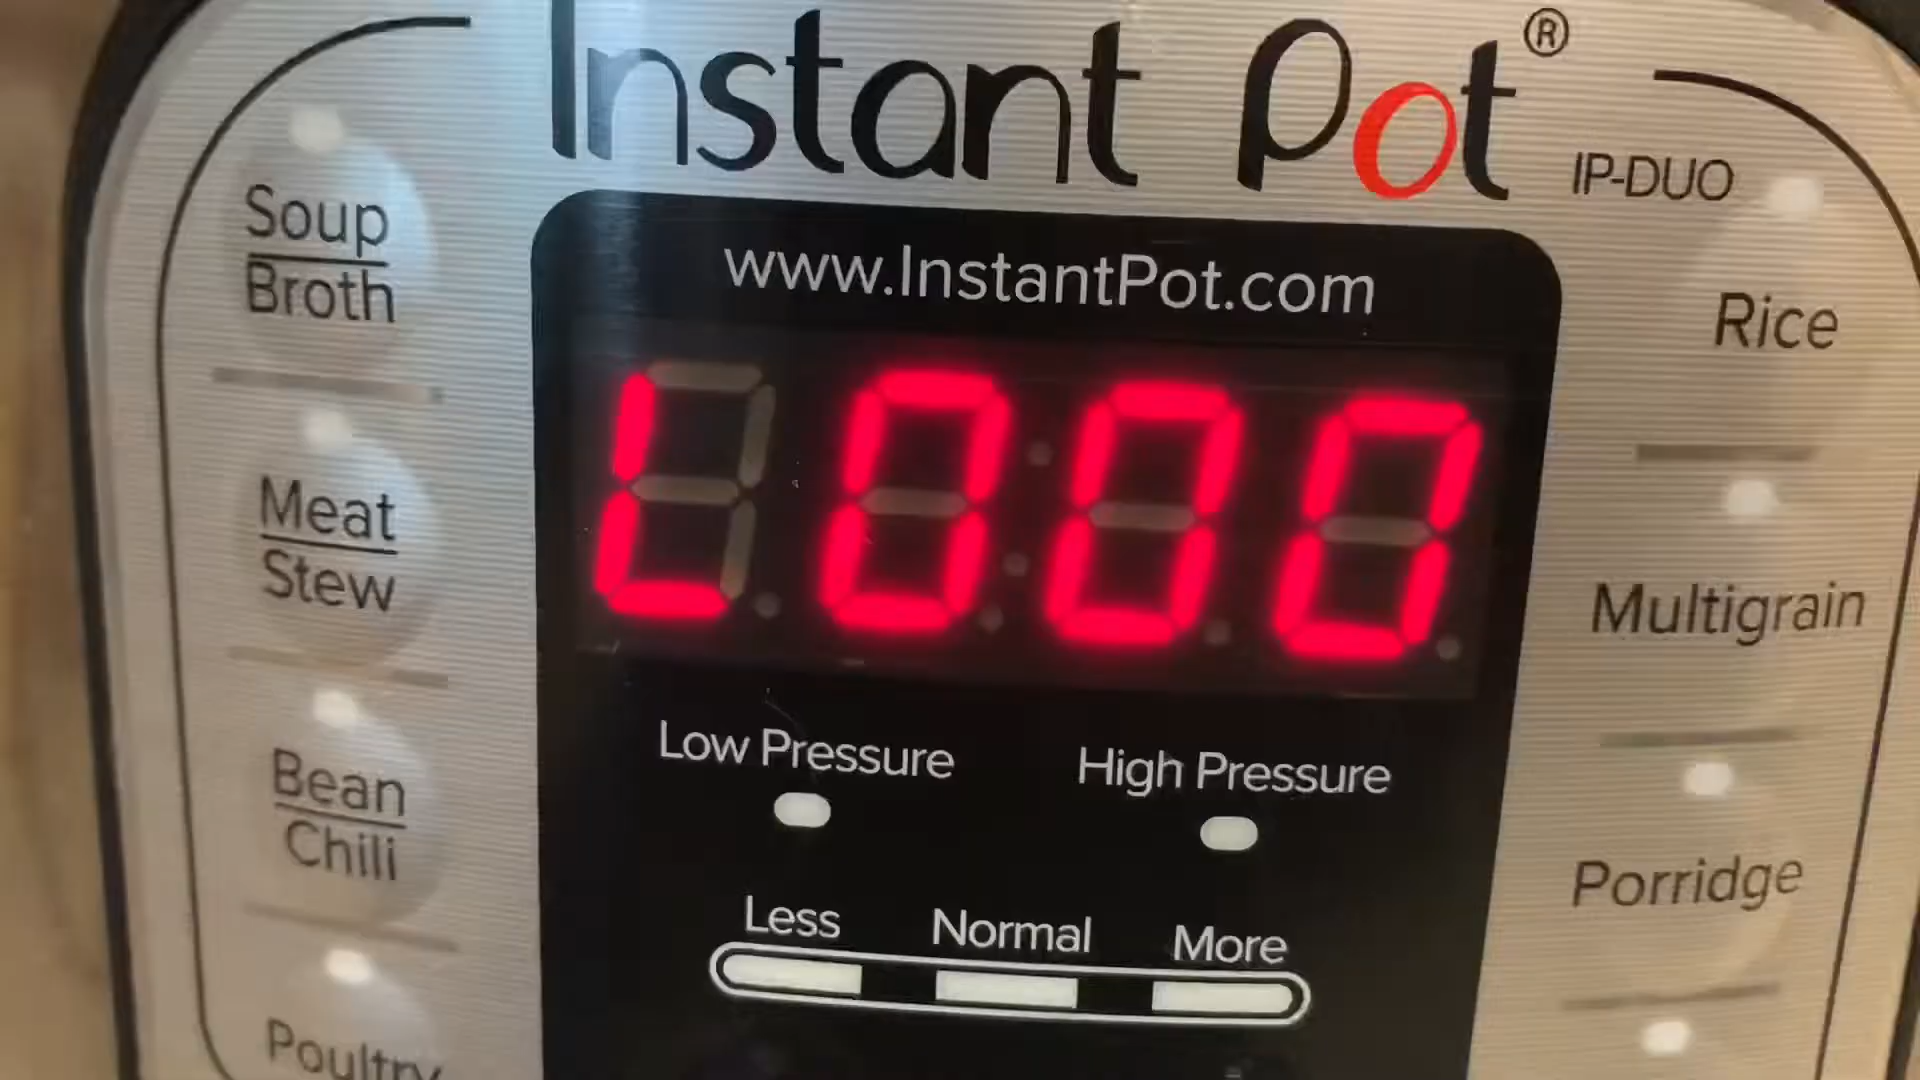 Instant Pot®
IP-DUO
www.InstantPot.com
L000
Low Pressure
High Pressure
Less
Normal
More
Soup
Broth
Meat
Stew
Bean
Chili
Poultry
Rice
Multigrain
Porridge